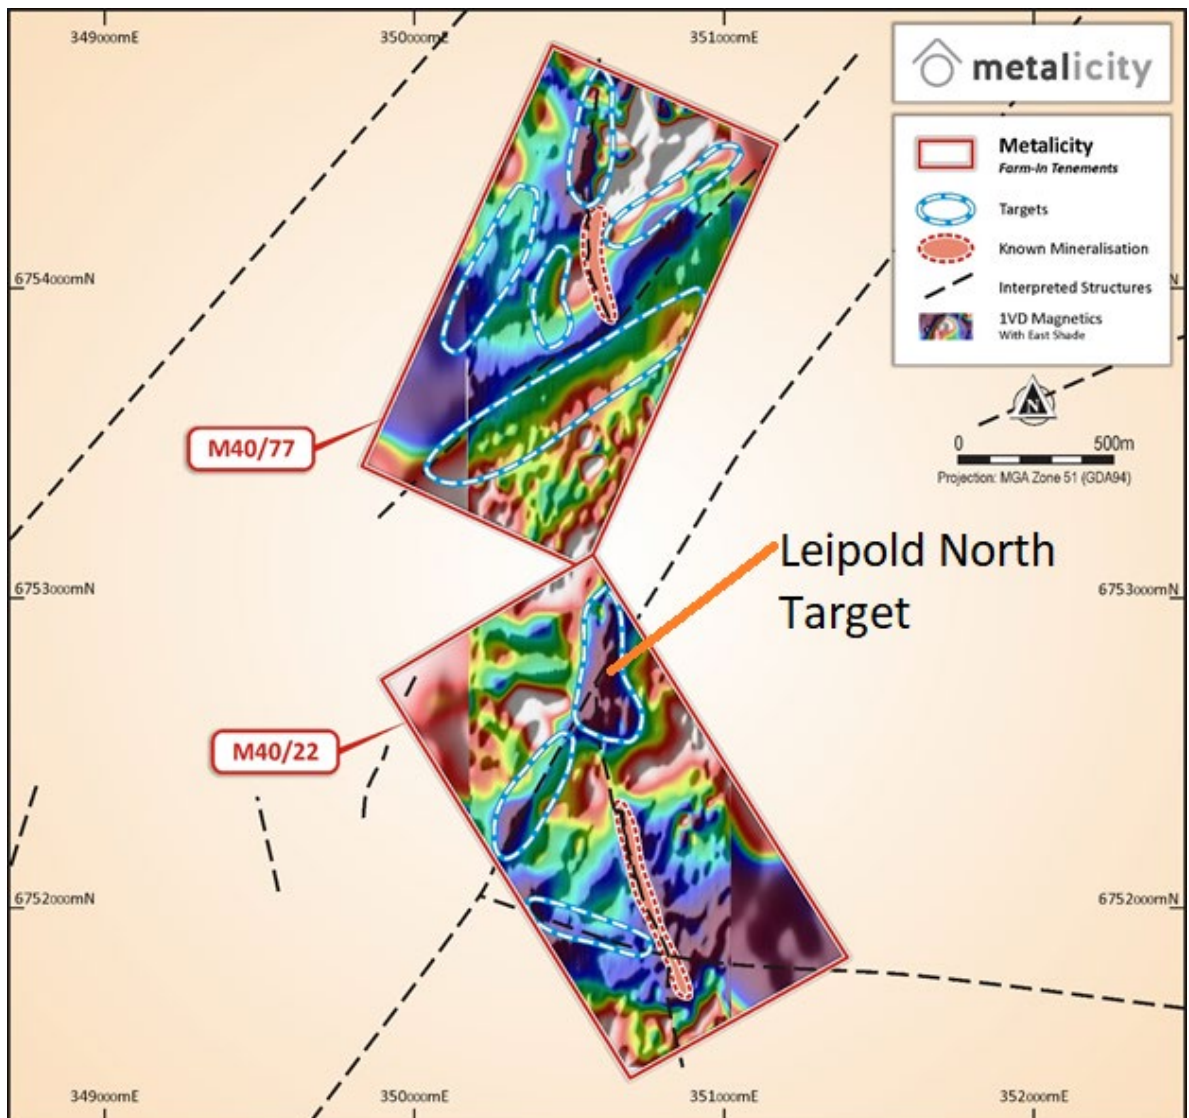 349000mE
350000mE
351000mE
metalicity
Metalicity
Farm-In Tenements
Targets
Known Mineralisation
Interpreted Structures
1VD Magnetics
With East Shade
6754000mN
N
N
0 500m
Projection: MGA Zone 51 (GDA94)
M40/77
Leipold North
Target
6753000mN
6753000mN
M40/22
6752000mN
6752000mN
349000mE
350000mE
351000mE
352000mE